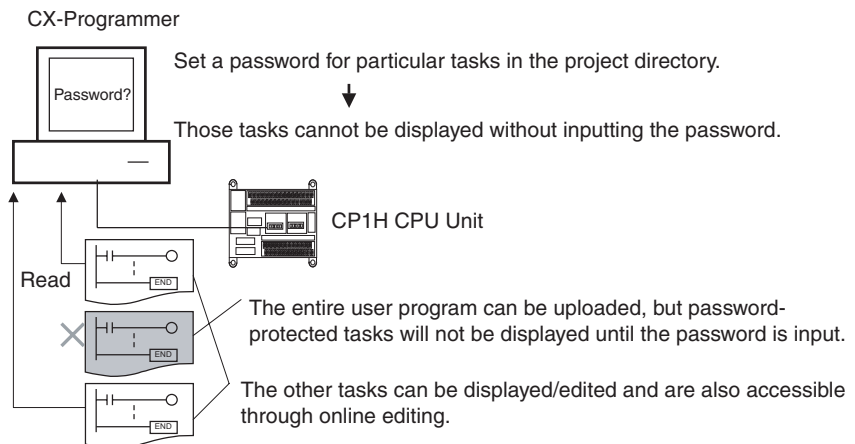 CX-Programmer
Set a password for particular tasks in the project directory.
Password?
Those tasks cannot be displayed without inputting the password.
CP1H CPU Unit
Read
END
The entire user program can be uploaded, but password-
protected tasks will not be displayed until the password is input.
END
The other tasks can be displayed/edited and are also accessible
through online editing.
END